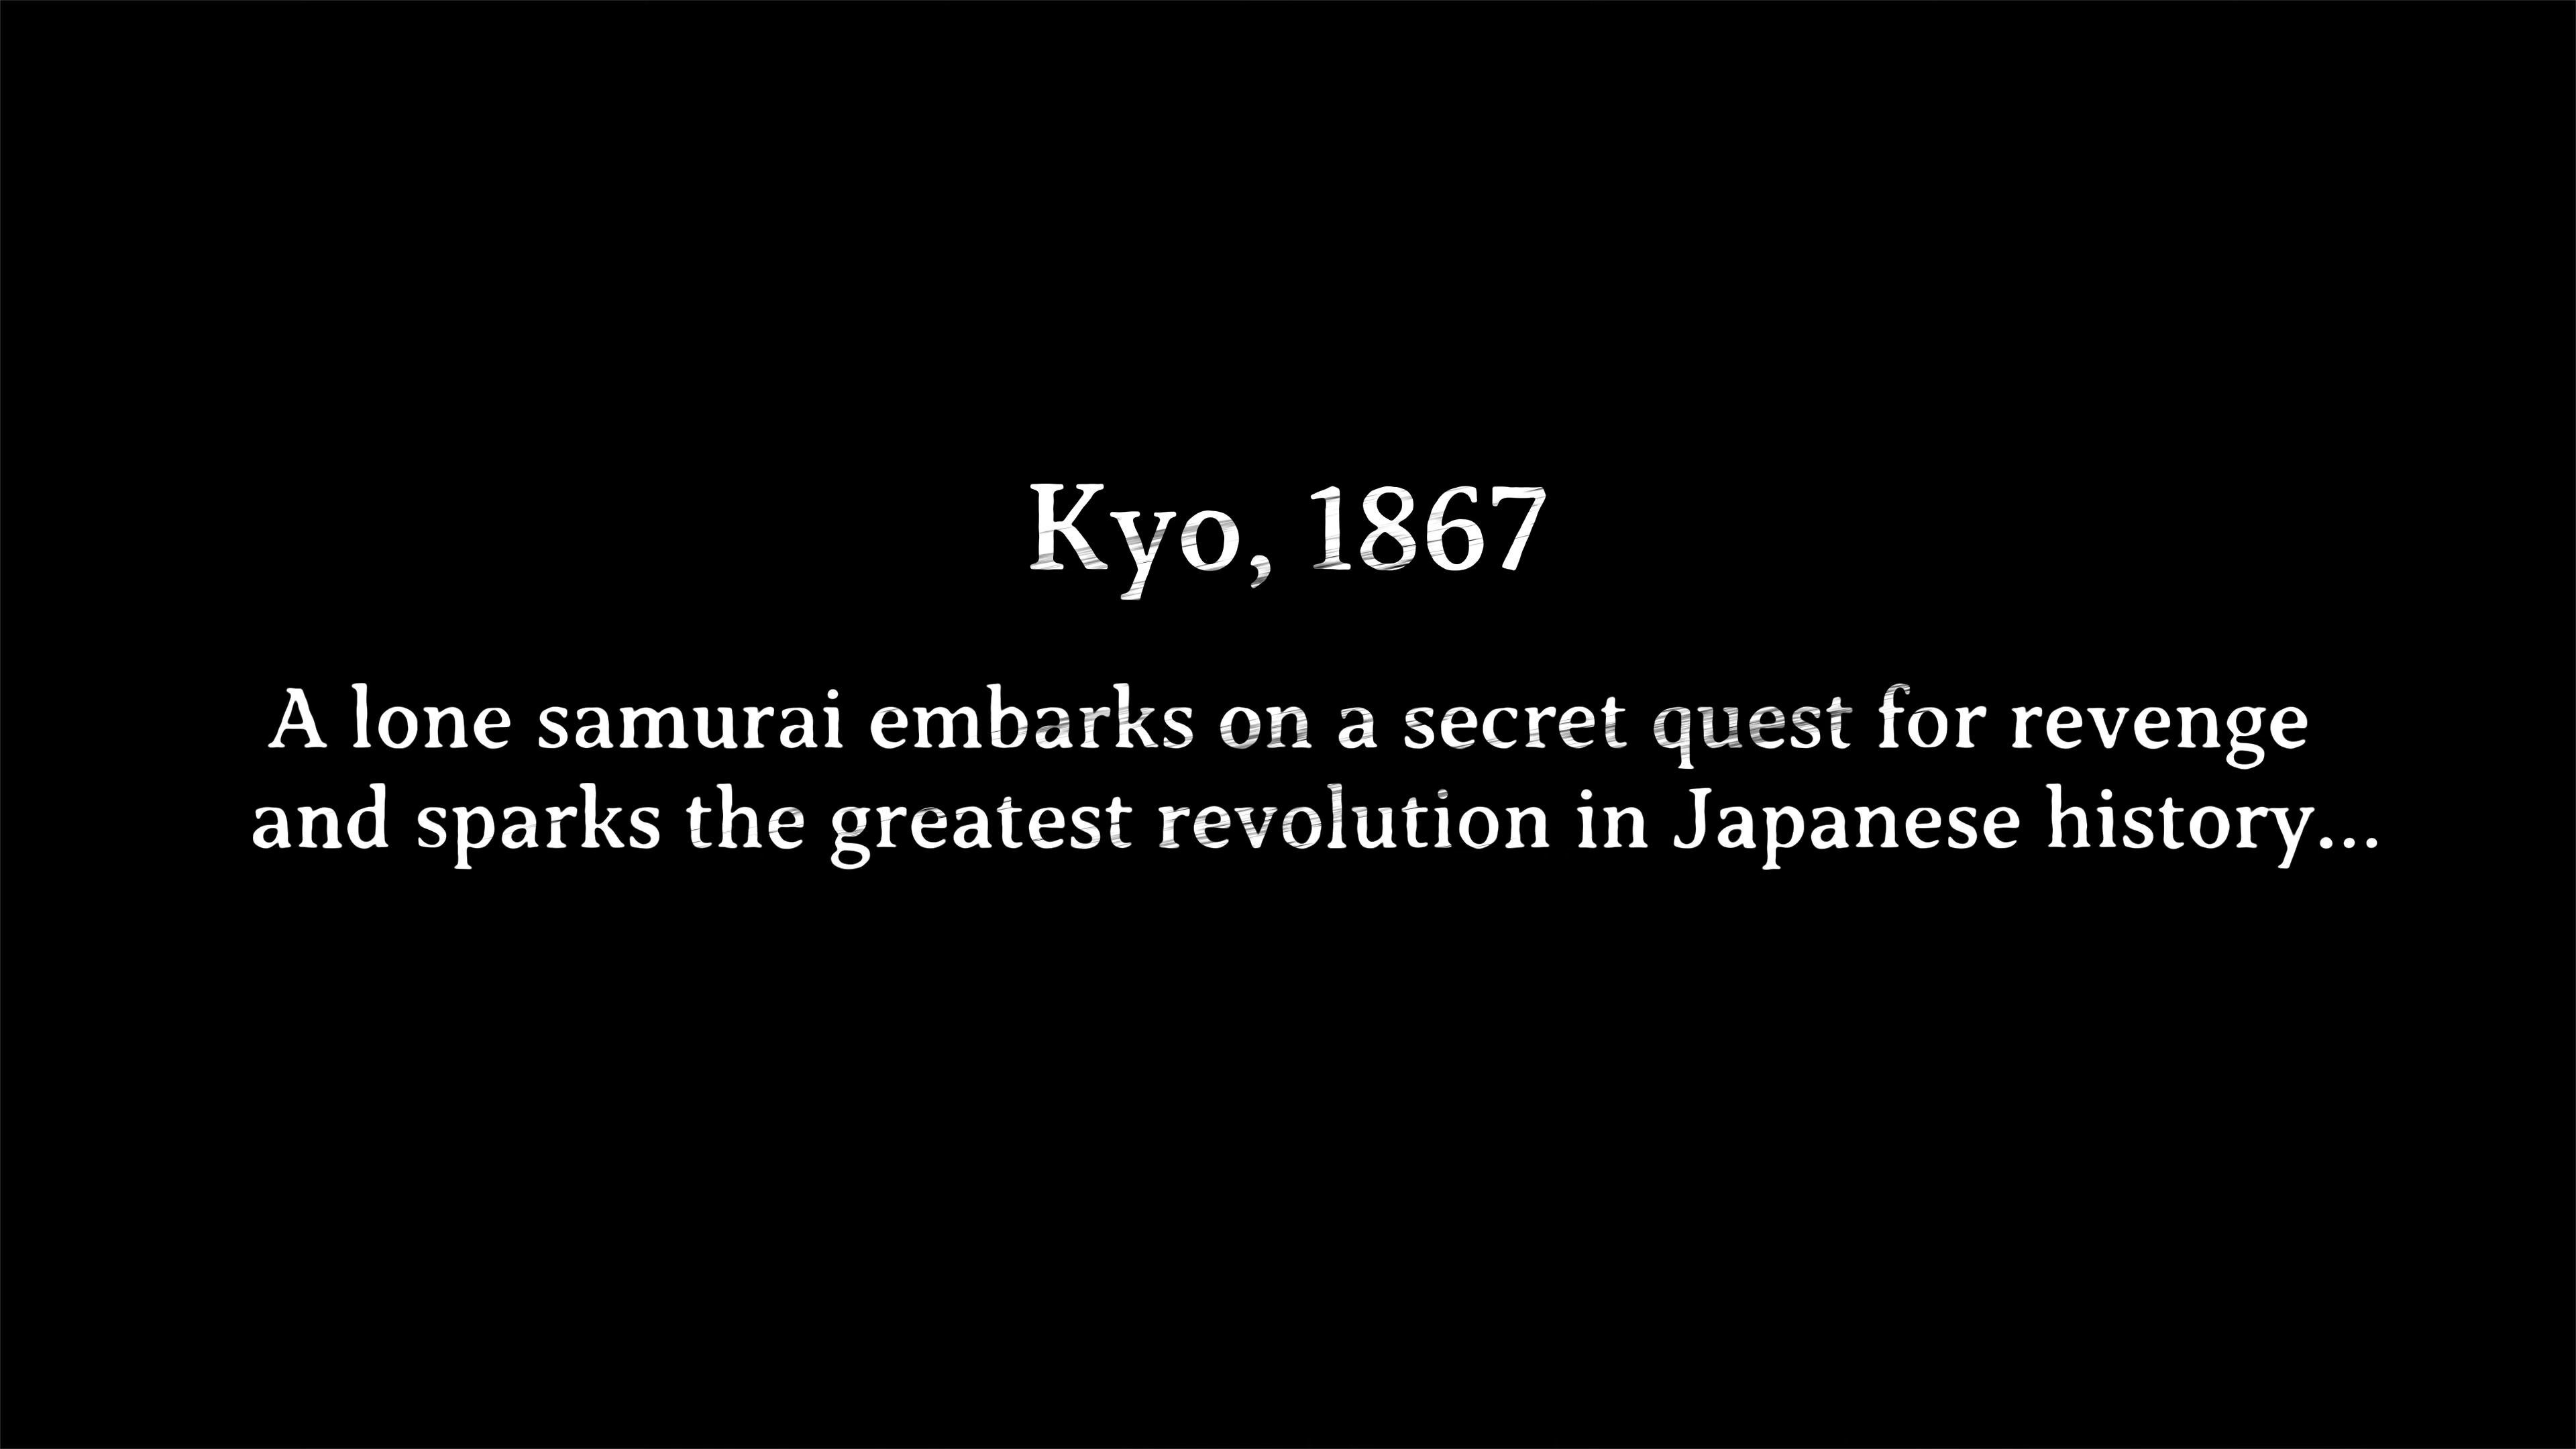 Kyo, 1867
A lone samurai embarks on a secret quest for revenge
and sparks the greatest revolution in Japanese history...